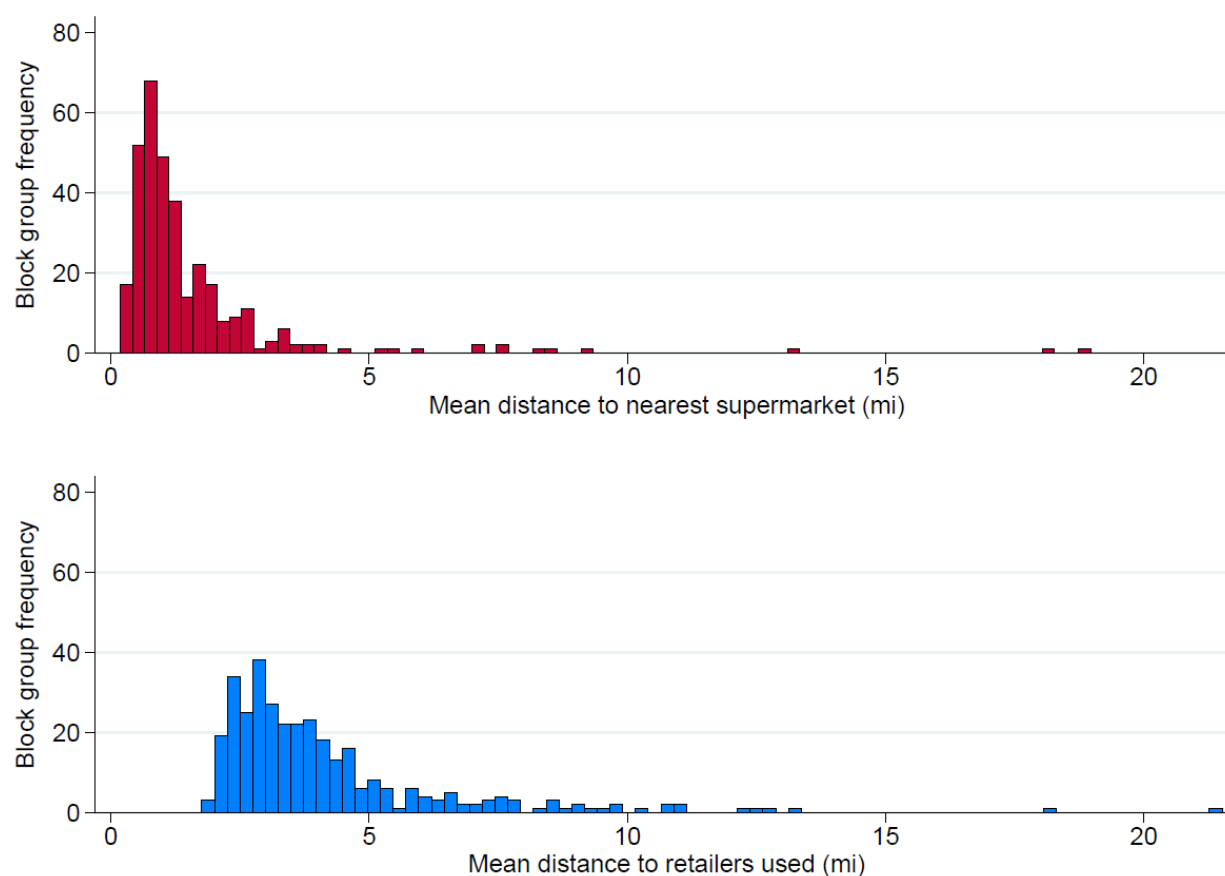 80
60
40
20
0
Block group frequency
0 5 10 15 20
Mean distance to nearest supermarket (mi)
80
60
40
20
0
Block group frequency
0 5 10 15 20
Mean distance to retailers used (mi)